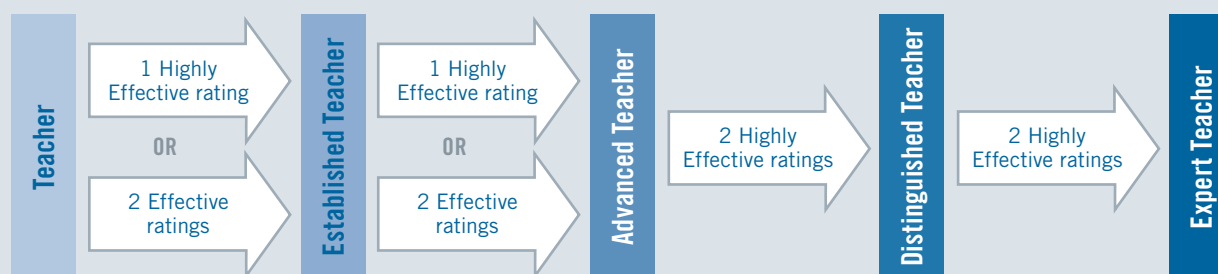 Teacher
1 Highly
Effective rating
OR
2 Effective
ratings
Established Teacher
1 Highly
Effective rating
OR
2 Effective
ratings
Advanced Teacher
2 Highly
Effective ratings
Distinguished Teacher
2 Highly
Effective ratings
Expert Teacher